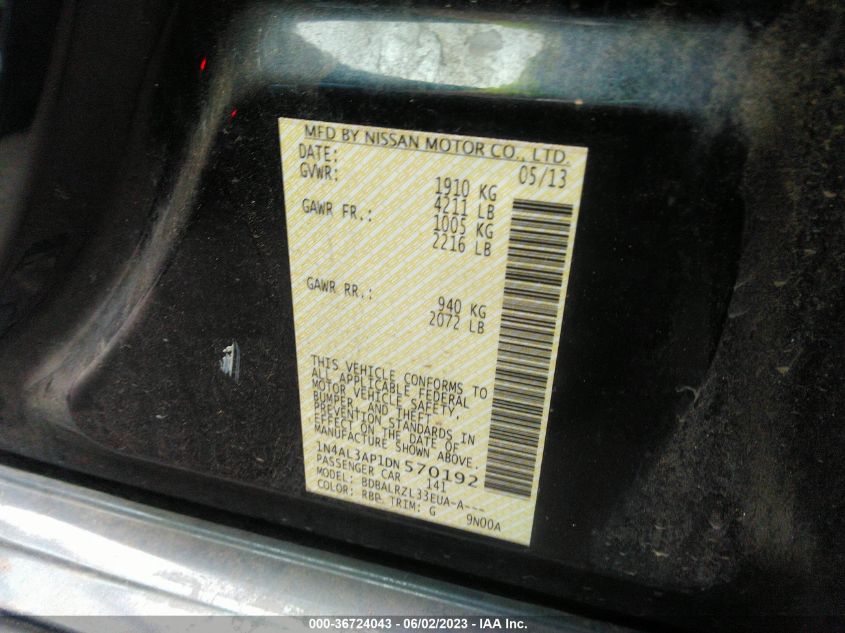 MFD BY NISSAN MOTOR CO., LTD.
DATE: 05/13
GVWR: 1910 KG
4211 LB
GAWR FR.: 1005 KG
2216 LB
GAWR RR.: 940 KG
2072 LB
THIS VEHICLE CONFORMS TO
ALL APPLICABLE FEDERAL
MOTOR VEHICLE SAFETY,
BUMPER, AND THEFT
PREVENTION STANDARDS IN
EFFECT ON THE DATE OF
MANUFACTURE SHOWN ABOVE.
1N4AL3AP1DN570192
PASSENGER CAR 141
MODEL: BDBALRZL33EUA-A---
COLOR: RBP TRIM: G 9N00A
000-36724043 - 06/02/2023 - IAA Inc.